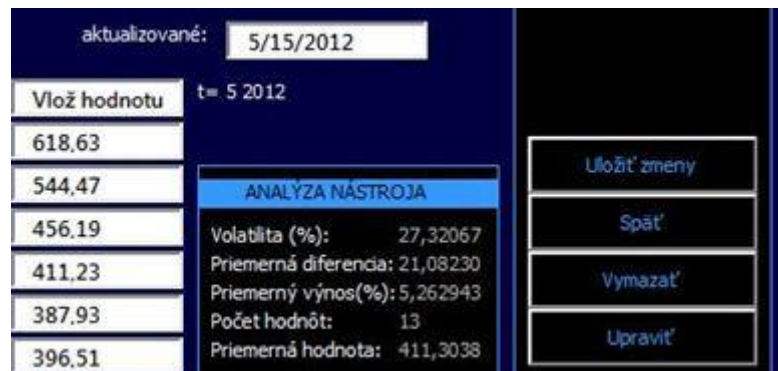 aktualizované: 5/15/2012
Vlož hodnotu
t= 5 2012
618,63
544,47
456,19
411,23
387,93
396,51
ANALÝZA NÁSTROJA
Volatilita (%): 27,32067
Priemerná diferencia: 21,08230
Priemerný výnos(%): 5,262943
Počet hodnôt: 13
Priemerná hodnota: 411,3038
Uložiť zmeny
Späť
Vymazať
Upraviť